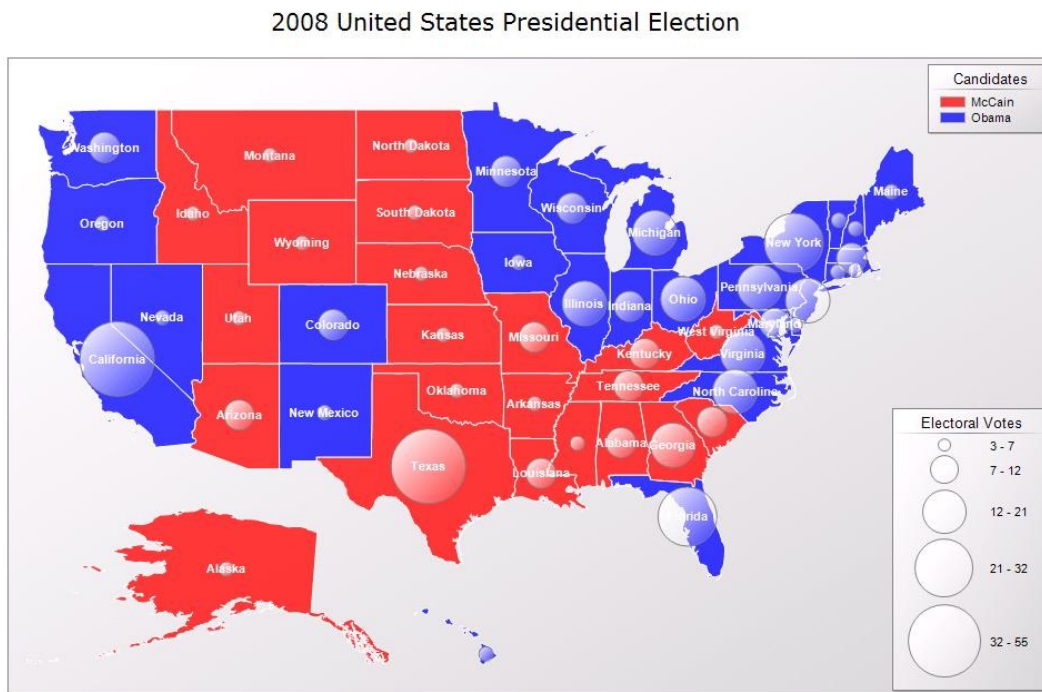 2008 United States Presidential Election
Candidates
McCain
Obama
Washington
Montana
North Dakota
Minnesota
Maine
Oregon
Idaho
South Dakota
Wisconsin
Michigan
New York
Wyoming
Nebraska
Iowa
Pennsylvania
Nevada
Utah
Colorado
Illinois
Indiana
Ohio
Maryland
California
Kansas
Missouri
West Virginia
Kentucky
Virginia
Arizona
New Mexico
Oklahoma
Arkansas
Tennessee
North Caroline
Texas
Louisiana
Alabama
Georgia
Florida
Alaska
Electoral Votes
3 - 7
7 - 12
12 - 21
21 - 32
32 - 55